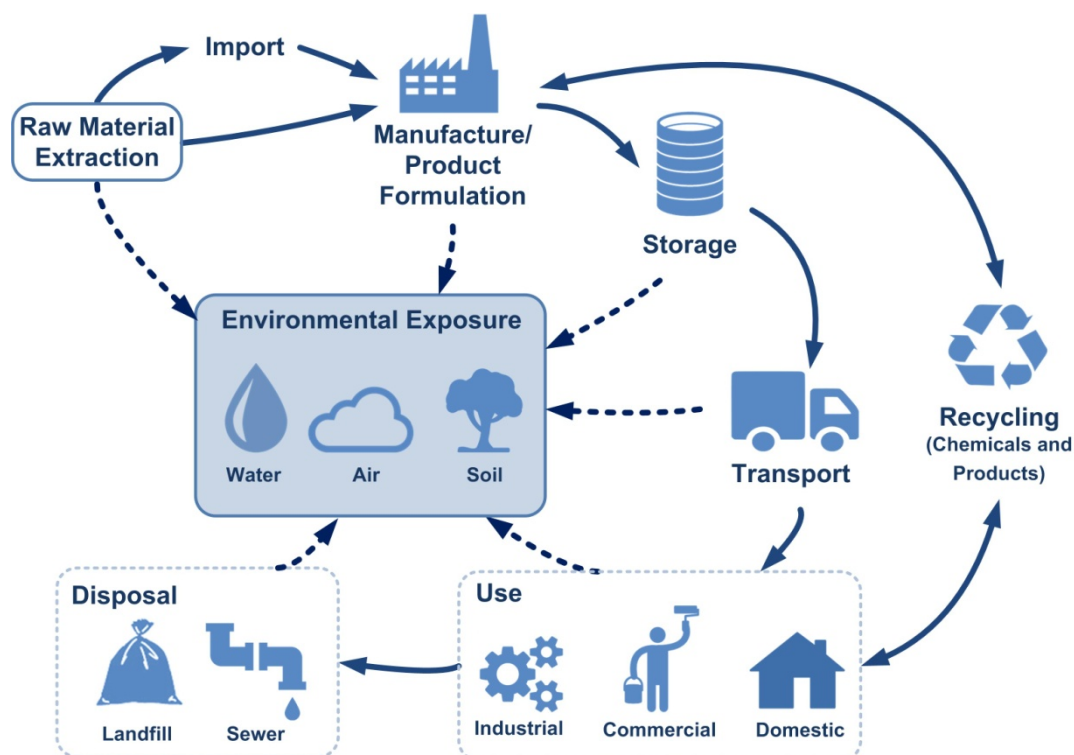 Import
Raw Material
Extraction
Manufacture/
Product
Formulation
Storage
Environmental Exposure
Water
Air
Soil
Transport
Recycling
(Chemicals and
Products)
Disposal
Landfill
Sewer
Use
Industrial
Commercial
Domestic